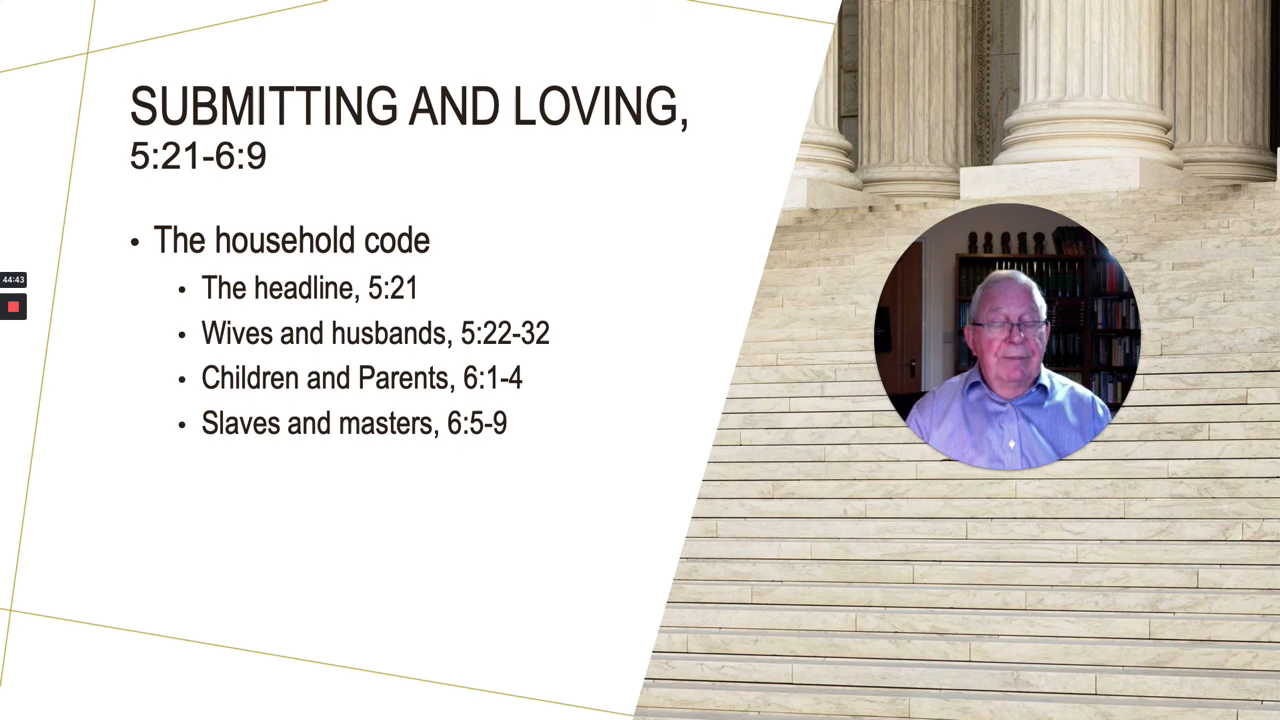 SUBMITTING AND LOVING,
5:21-6:9
• The household code
• The headline, 5:21
• Wives and husbands, 5:22-32
• Children and Parents, 6:1-4
• Slaves and masters, 6:5-9
44:43